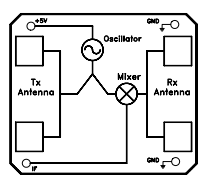 +5V
GND
Oscillator
Tx
Antenna
Mixer
Rx
Antenna
IF
GND